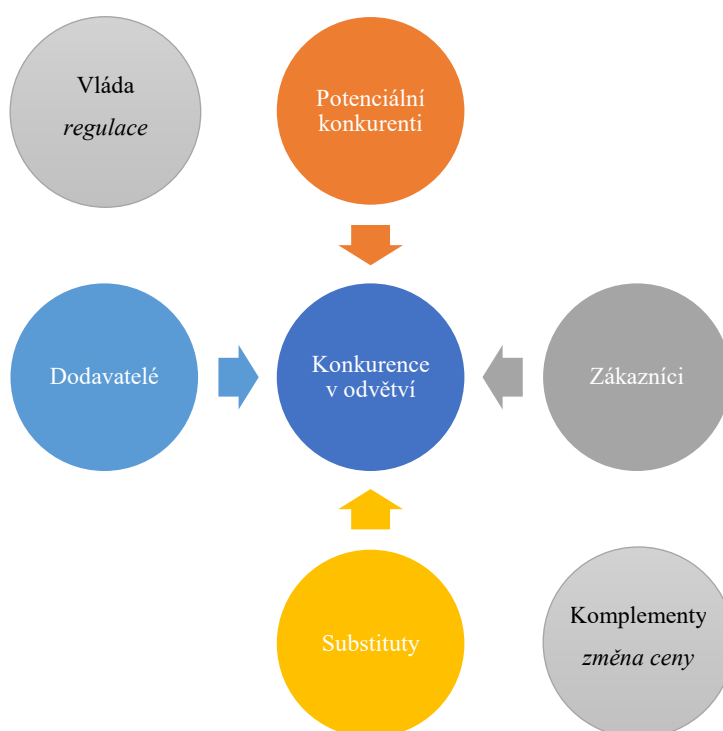 Vláda
regulace
Potenciální
konkurenti
Dodavatelé
Konkurence
v odvětví
Zákazníci
Substituty
Komplementy
změna ceny